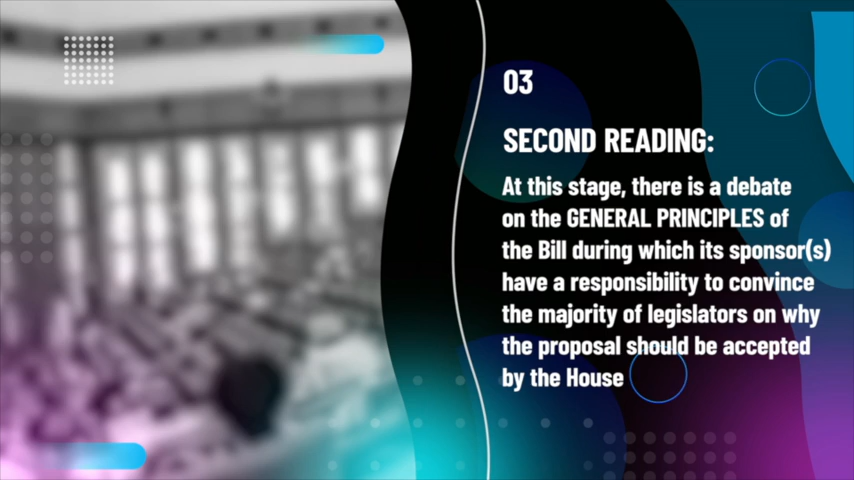 03
SECOND READING:
At this stage, there is a debate
on the GENERAL PRINCIPLES of
the Bill during which its sponsor(s)
have a responsibility to convince
the majority of legislators on why
the proposal should be accepted
by the House